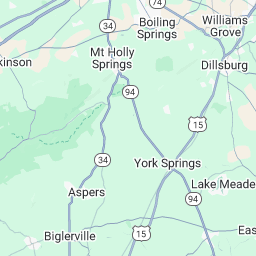 74
Williams
Grove
Boiling
Springs
34
Mt Holly
Springs
Dillsburg
kinson
94
15
34
York Springs
Aspers
Lake Meade
94
Biglerville
15
Eas